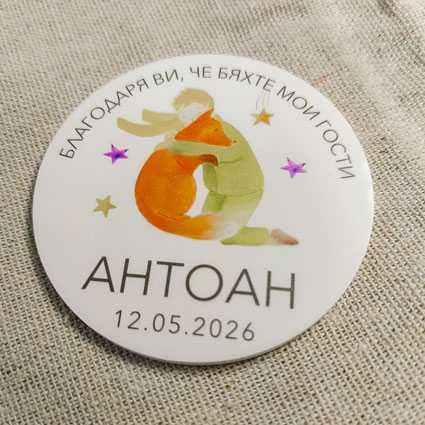 БЛАГОДАРЯ ВИ, ЧЕ БЯХТЕ МОИ ГОСТИ
АНТОАН
12.05.2026